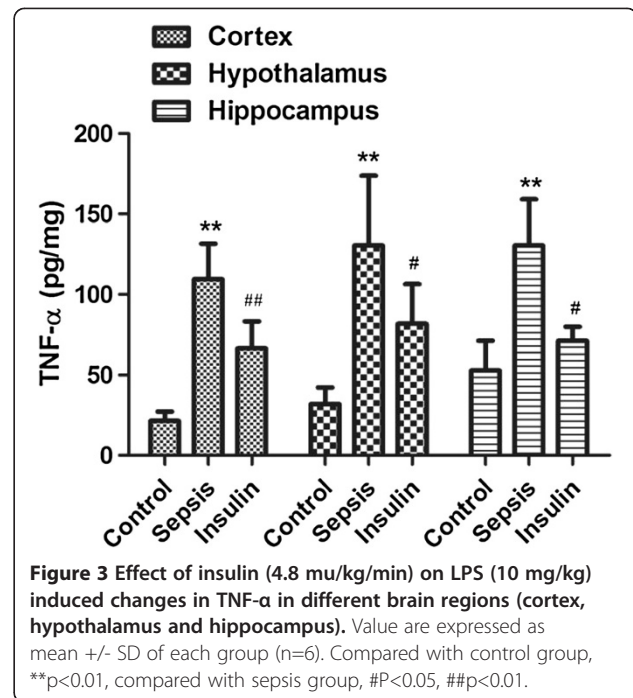 Cortex
Hypothalamus
Hippocampus
TNF-α (pg/mg)
200
150
100
50
0
**
##
**
#
**
#
Control
Sepsis
Insulin
Control
Sepsis
Insulin
Control
Sepsis
Insulin
Figure 3 Effect of insulin (4.8 mu/kg/min) on LPS (10 mg/kg)
induced changes in TNF-α in different brain regions (cortex,
hypothalamus and hippocampus). Value are expressed as
mean +/- SD of each group (n=6). Compared with control group,
**p<0.01, compared with sepsis group, #P<0.05, ##p<0.01.